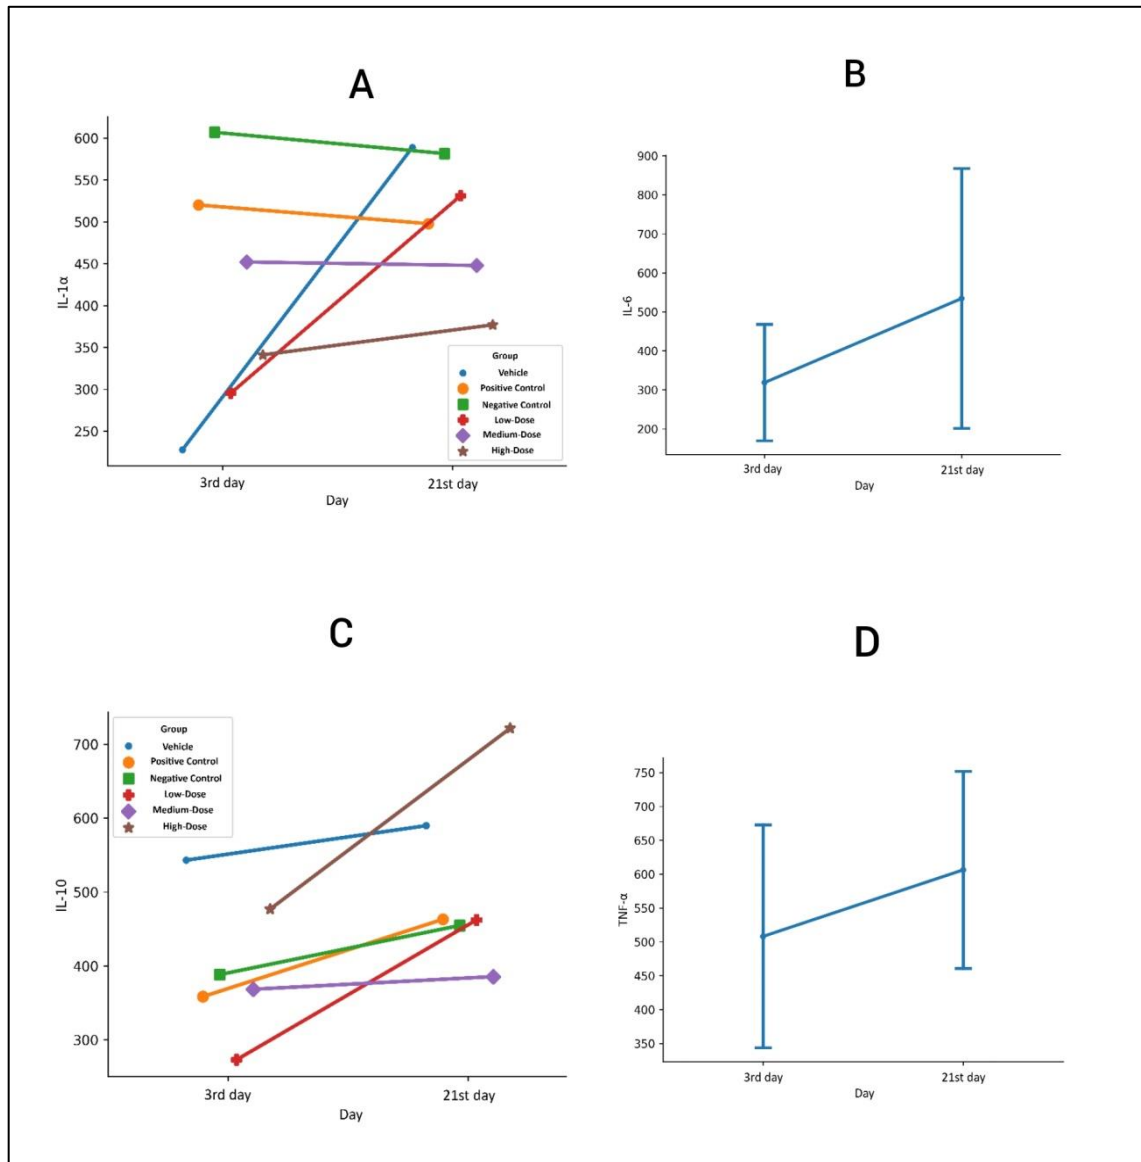 A
IL-1α
600
550
500
450
400
350
300
250
Group
Vehicle
Positive Control
Negative Control
Low-Dose
Medium-Dose
High-Dose
3rd day
21st day
Day
B
IL-6
900
800
700
600
500
400
300
200
3rd day
21st day
Day
C
IL-10
700
600
500
400
300
Group
Vehicle
Positive Control
Negative Control
Low-Dose
Medium-Dose
High-Dose
3rd day
21st day
Day
D
TNF-α
750
700
650
600
550
500
450
400
350
3rd day
21st day
Day